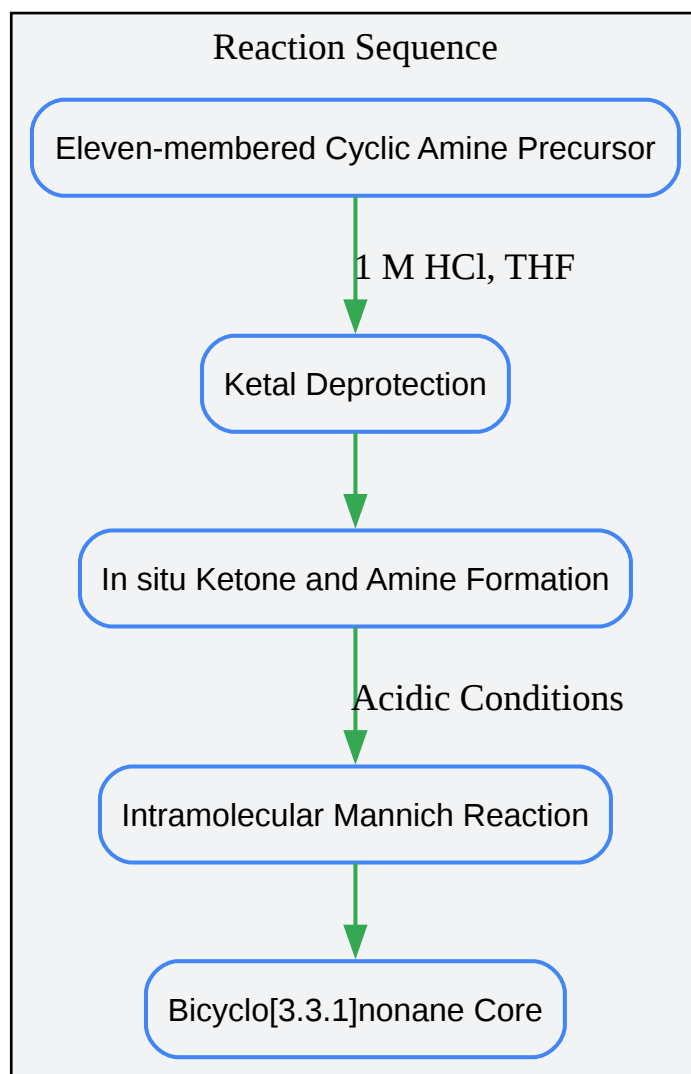 Reaction Sequence
Eleven-membered Cyclic Amine Precursor
1 M HCl, THF
Ketal Deprotection
In situ Ketone and Amine Formation
Acidic Conditions
Intramolecular Mannich Reaction
Bicyclo[3.3.1]nonane Core